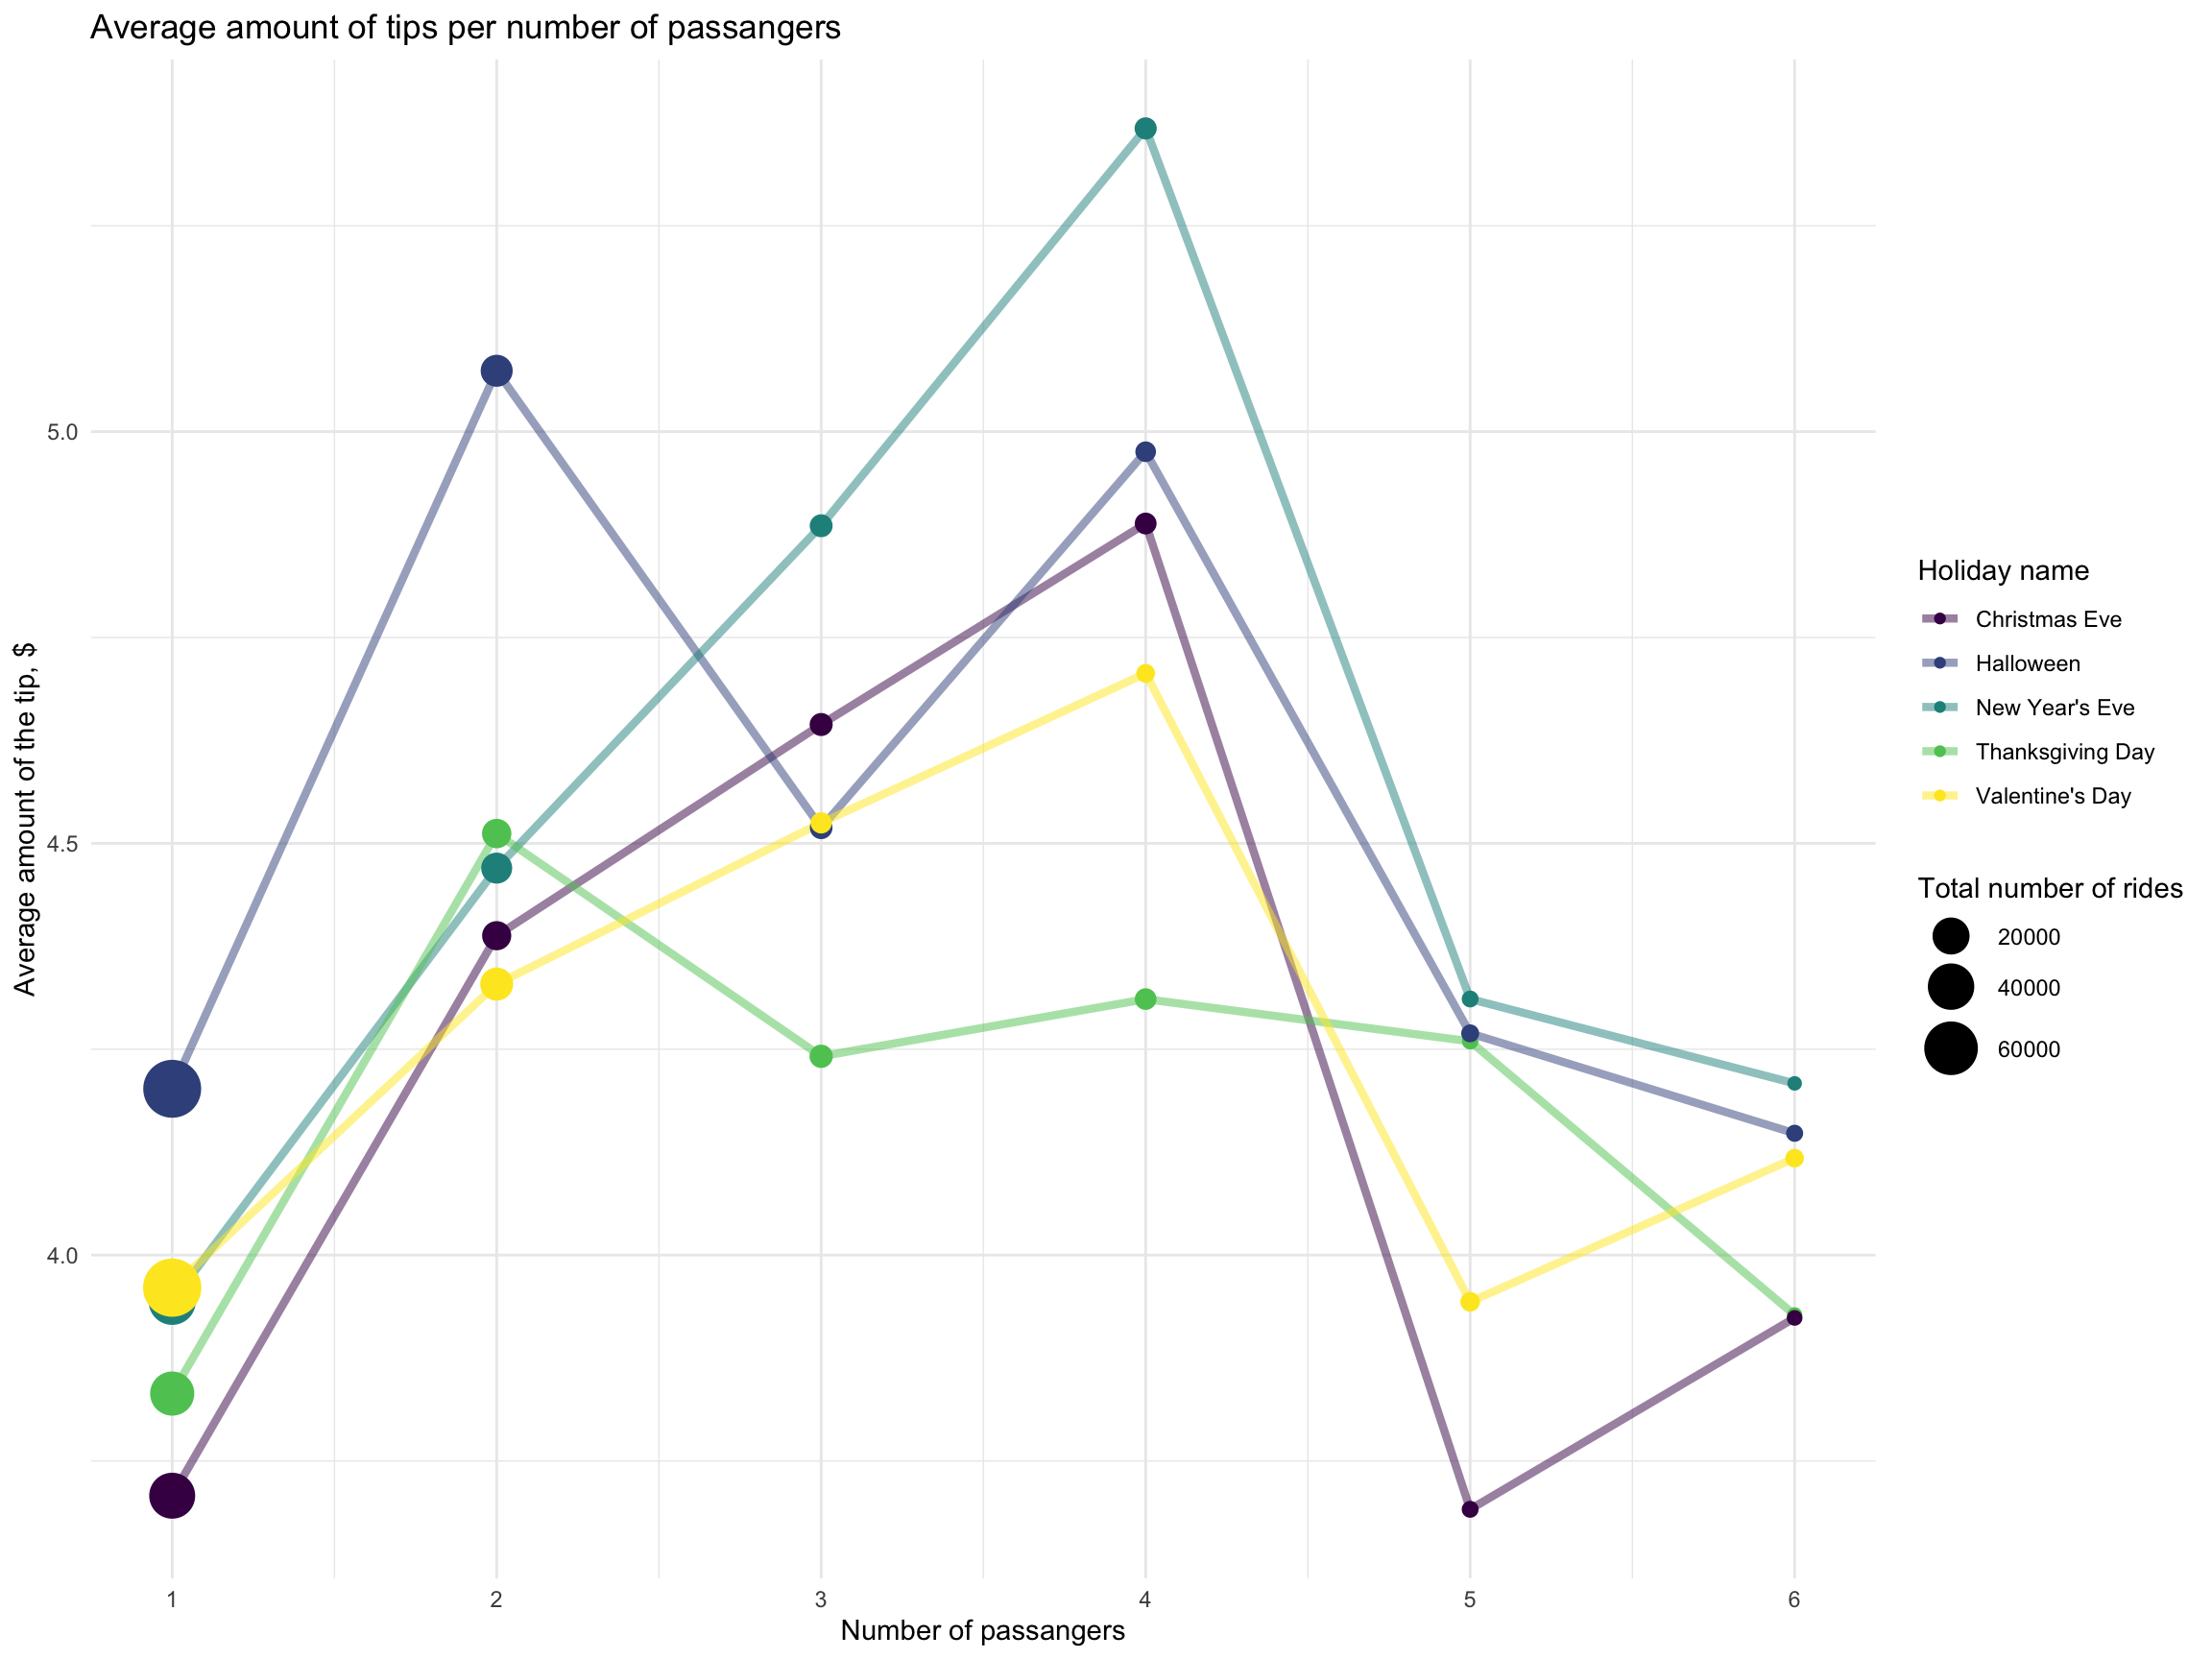 Average amount of tips per number of passangers
Average amount of the tip, $
5.0
4.5
4.0
1 2 3 4 5 6
Number of passangers
Holiday name
Christmas Eve
Halloween
New Year's Eve
Thanksgiving Day
Valentine's Day
Total number of rides
20000
40000
60000